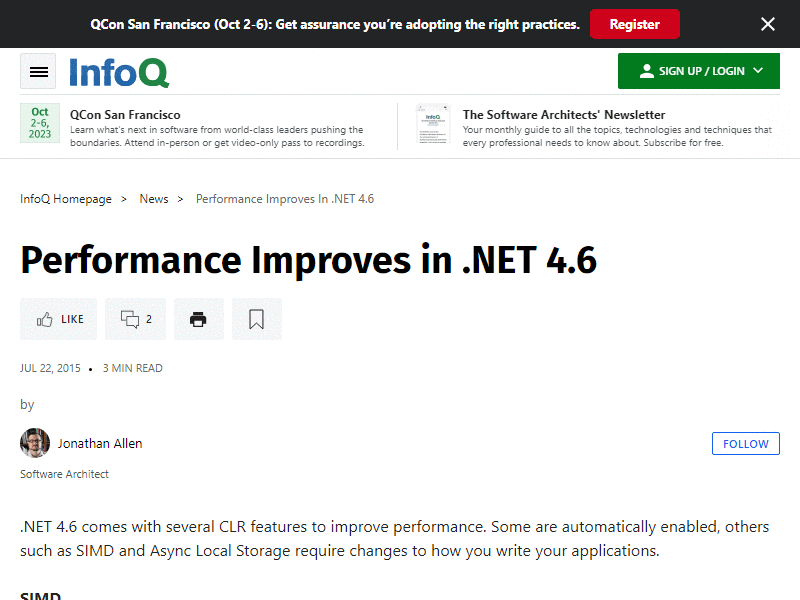 QCon San Francisco (Oct 2-6): Get assurance you're adopting the right practices. Register
InfoQ
SIGN UP / LOGIN
Oct
2-6,
2023
QCon San Francisco
Learn what's next in software from world-class leaders pushing the
boundaries. Attend in-person or get video-only pass to recordings.
InfoQ
The Software Architects' Newsletter
Your monthly guide to all the topics, technologies and techniques that
every professional needs to know about. Subscribe for free.
InfoQ Homepage > News > Performance Improves In .NET 4.6
Performance Improves in .NET 4.6
LIKE 2
JUL 22, 2015 • 3 MIN READ
by
Jonathan Allen
FOLLOW
Software Architect
.NET 4.6 comes with several CLR features to improve performance. Some are automatically enabled, others
such as SIMD and Async Local Storage require changes to how you write your applications.
SIMD